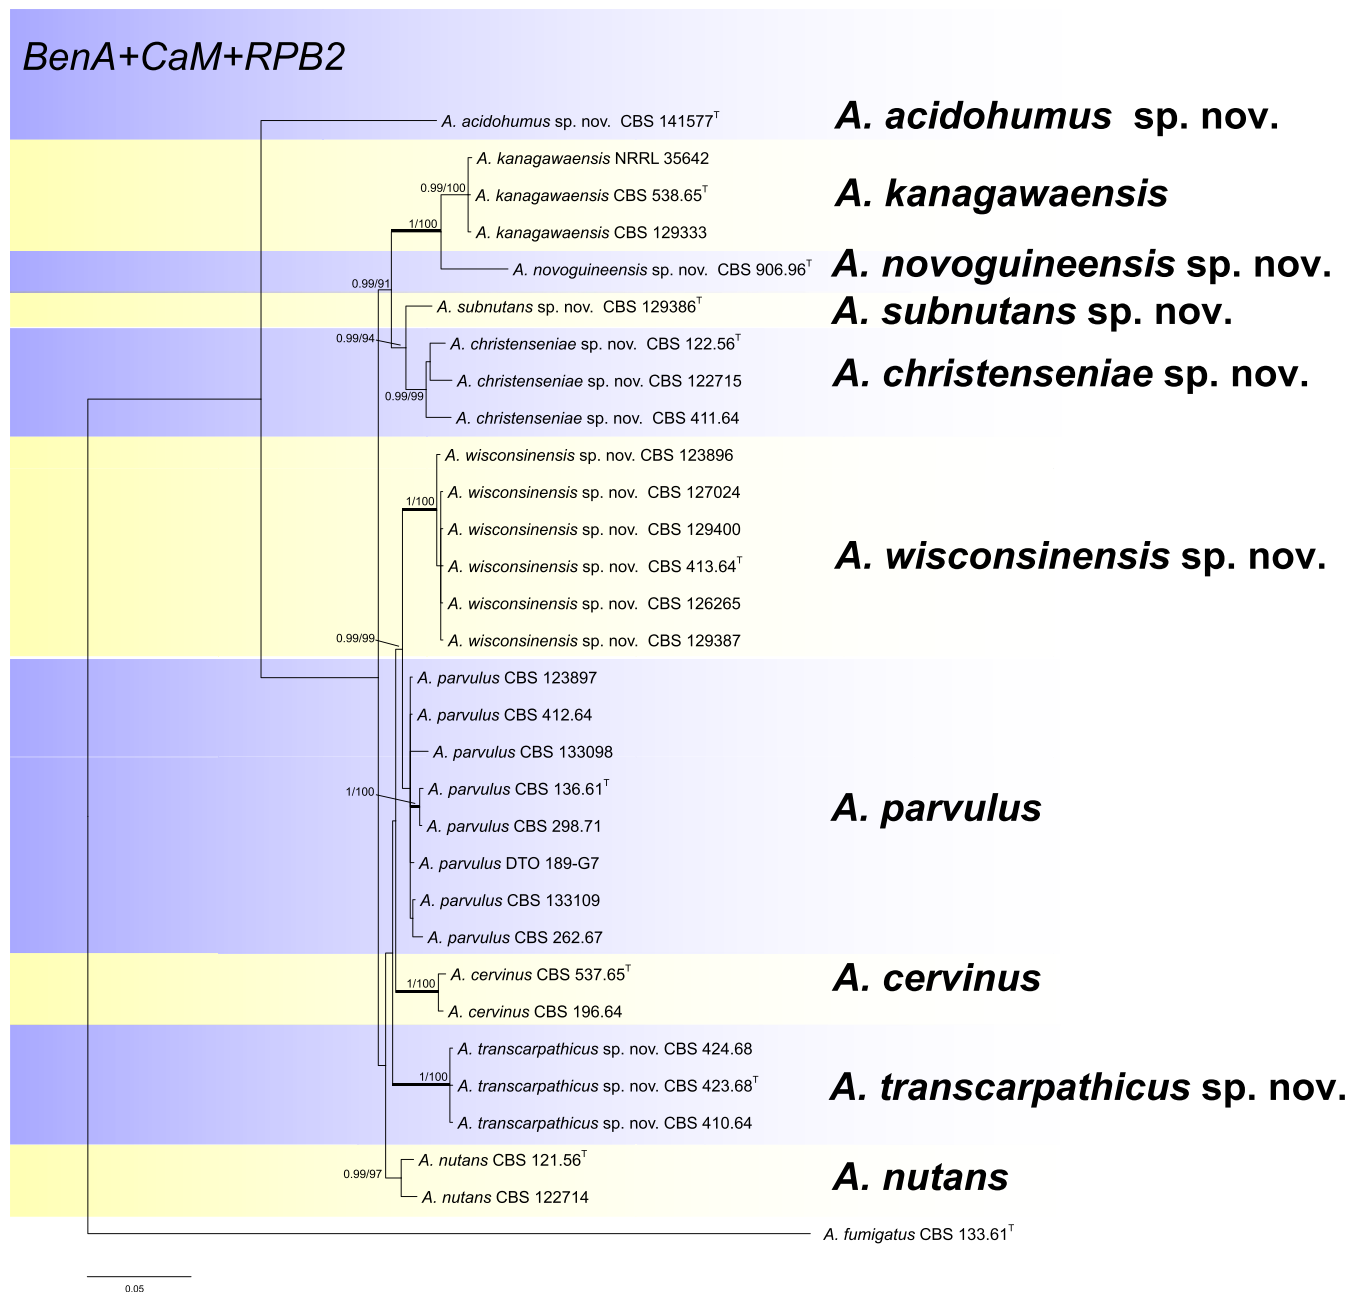 BenA+CaM+RPB2
A. acidohumus sp. nov. CBS 141577T
A. acidohumus sp. nov.
A. kanagawaensis NRRL 35642
0.99/100
A. kanagawaensis CBS 538.65T
A. kanagawaensis
1/100
A. kanagawaensis CBS 129333
A. novoguineensis sp. nov. CBS 906.96T
A. novoguineensis sp. nov.
0.99/91
A. subnutans sp. nov. CBS 129386T
A. subnutans sp. nov.
0.99/94
A. christenseniae sp. nov. CBS 122.56T
A. christenseniae sp. nov. CBS 122715
A. christenseniae sp. nov.
0.99/99
A. christenseniae sp. nov. CBS 411.64
A. wisconsinensis sp. nov. CBS 123896
A. wisconsinensis sp. nov. CBS 127024
1/100
A. wisconsinensis sp. nov. CBS 129400
A. wisconsinensis sp. nov.
A. wisconsinensis sp. nov. CBS 413.64T
A. wisconsinensis sp. nov. CBS 126265
0.99/99
A. wisconsinensis sp. nov. CBS 129387
A. parvulus CBS 123897
A. parvulus CBS 412.64
A. parvulus CBS 133098
1/100
A. parvulus CBS 136.61T
A. parvulus
A. parvulus CBS 298.71
A. parvulus DTO 189-G7
A. parvulus CBS 133109
A. parvulus CBS 262.67
A. cervinus CBS 537.65T
A. cervinus
1/100
A. cervinus CBS 196.64
A. transcarpathicus sp. nov. CBS 424.68
1/100
A. transcarpathicus sp. nov. CBS 423.68T
A. transcarpathicus sp. nov.
A. transcarpathicus sp. nov. CBS 410.64
A. nutans CBS 121.56T
0.99/97
A. nutans
A. nutans CBS 122714
A. fumigatus CBS 133.61T
0.05